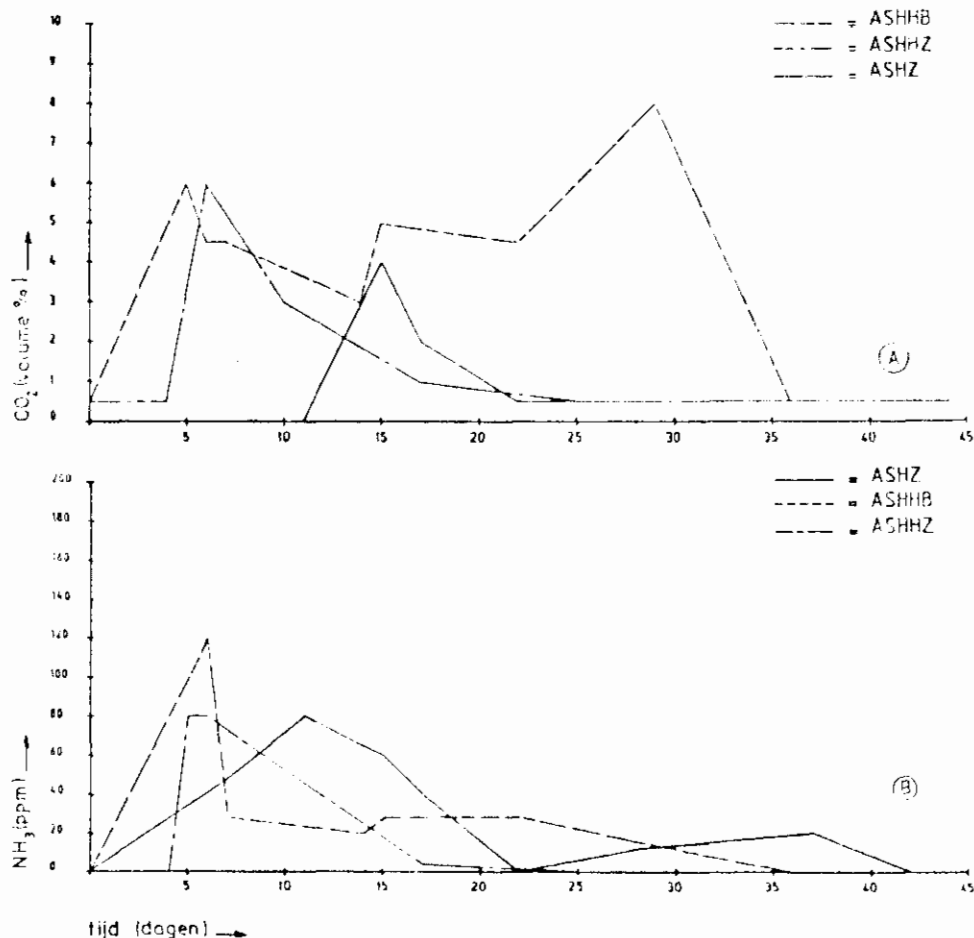 10
9
8
7
6
5
4
3
2
1
0
CO₂ (volume %)
= ASHHB
= ASHHZ
= ASHZ
A
5 10 15 20 25 30 35 40 45
200
180
160
140
120
100
80
60
40
20
0
NH₃ (ppm)
= ASHZ
= ASHHB
= ASHHZ
B
5 10 15 20 25 30 35 40 45
tijd (dagen)